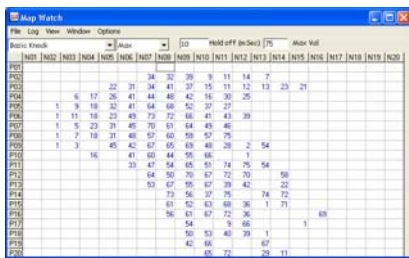 Map Watch
File Log View Window Options
Basic Knock Max 10 Hold off (mSec) 75 Max Val
N01 N02 N03 N04 N05 N06 N07 N08 N09 N10 N11 N12 N13 N14 N15 N16 N17 N18 N19 N20
P01
P02 34 32 39 9 11 14 7
P03 22 31 34 41 37 15 11 12 13 23 21
P04 6 17 26 41 44 48 42 16 30 25
P05 1 9 18 32 41 64 68 52 37 27
P06 1 11 18 23 49 73 72 66 41 43 39
P07 1 5 23 31 45 70 61 64 49 46
P08 1 7 18 31 48 57 60 59 57 75
P09 1 3 45 42 67 65 69 48 28 2 54
P10 16 41 60 44 55 66 1
P11 33 47 54 65 51 74 75 54
P12 64 50 70 67 72 70 58
P13 53 67 55 67 39 42 22
P14 73 56 37 75 74 72
P15 61 52 63 68 36 1 71
P16 56 61 67 72 36 69
P17 54 9 66 1
P18 50 53 40 39 1
P19 42 66 67
P20 65 72 29 11